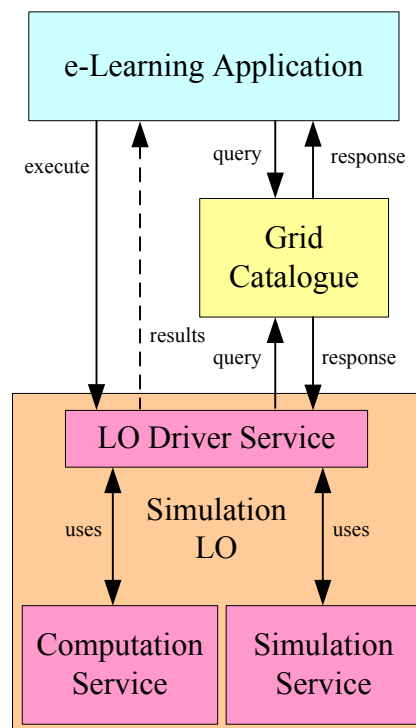 e-Learning Application
execute
query
response
Grid
Catalogue
results
query
response
LO Driver Service
uses
Simulation
LO
uses
Computation
Service
Simulation
Service